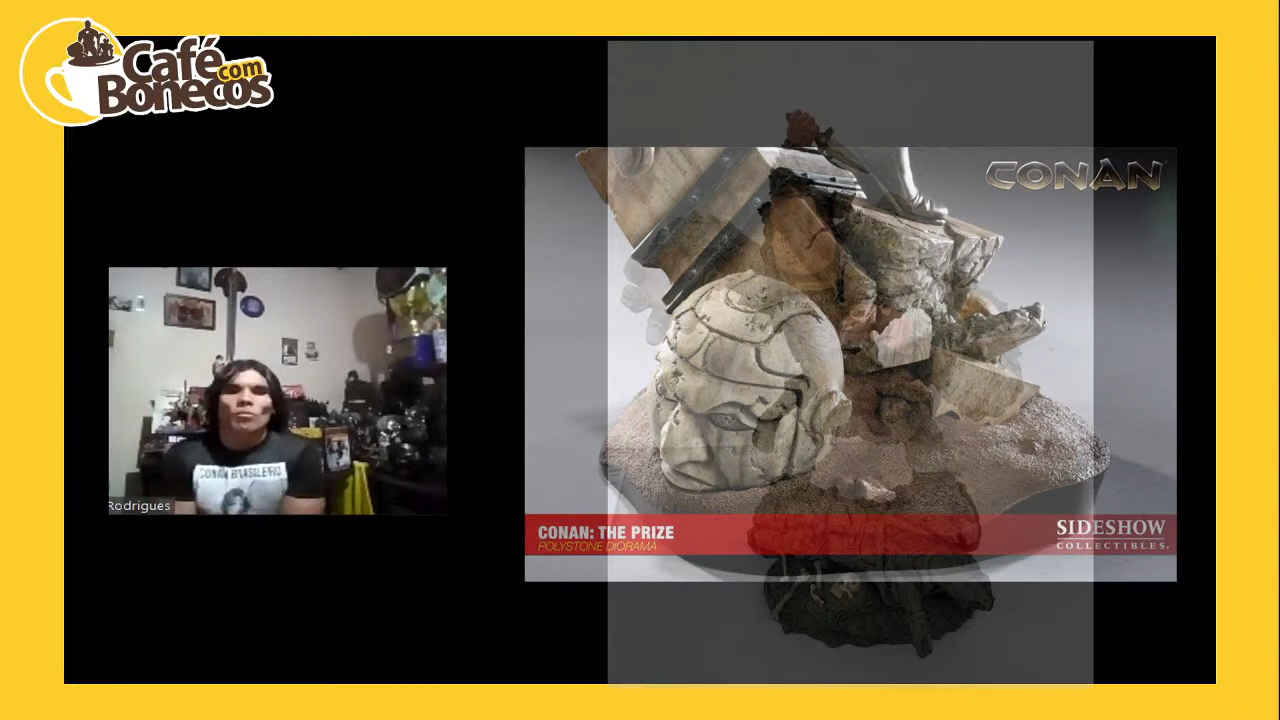 Café
com
Bonecos
CONAN
CONAN BRASILEIRO
Rodrigues
CONAN: THE PRIZE
POLYSTONE DIORAMA
SIDESHOW
COLLECTIBLES.